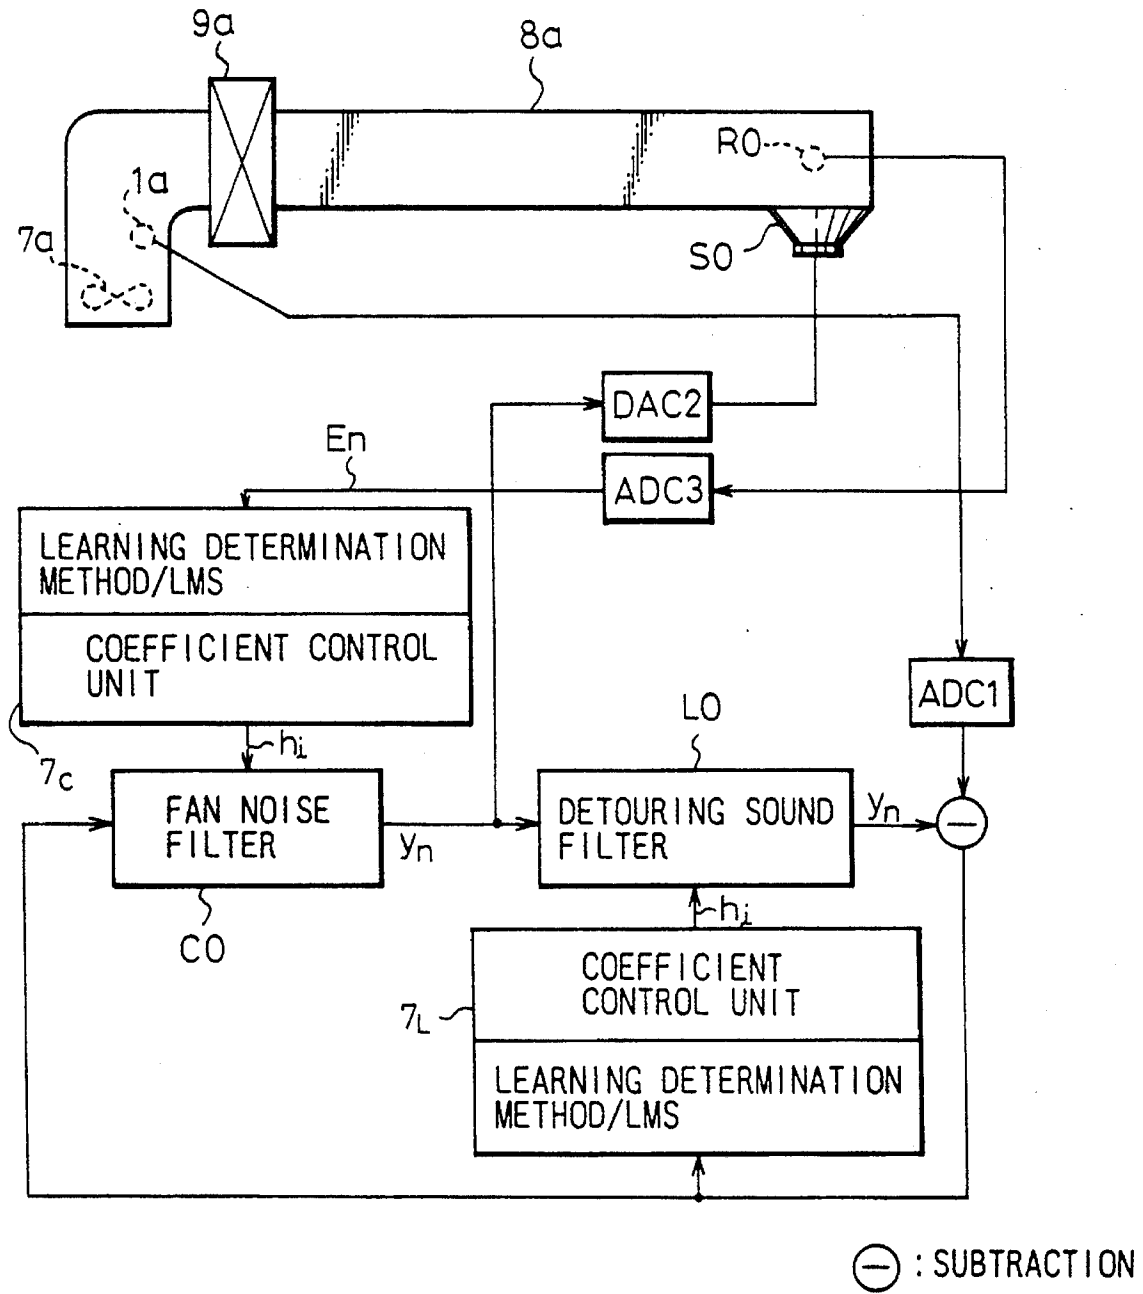 9a
8a
R0
1a
7a
S0
DAC2
En
ADC3
LEARNING DETERMINATION
METHOD/LMS
COEFFICIENT CONTROL
UNIT
ADC1
L0
hi
7c
FAN NOISE
FILTER
DETOURING SOUND
FILTER
yn
yn
C0
hi
COEFFICIENT
CONTROL UNIT
7L
LEARNING DETERMINATION
METHOD/LMS
: SUBTRACTION